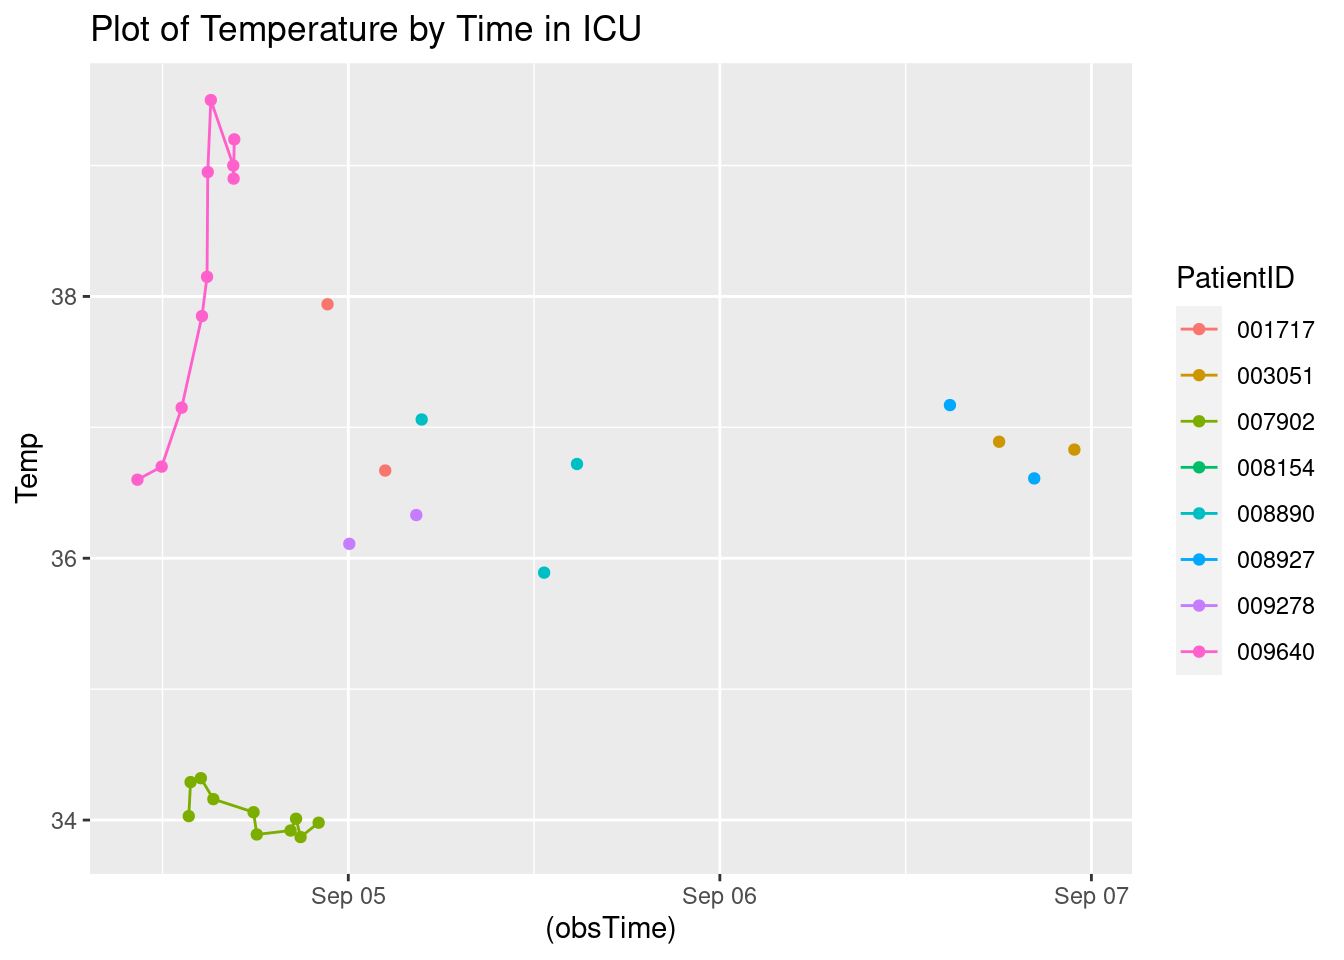 Plot of Temperature by Time in ICU
Temp
38
36
34
Sep 05
Sep 06
Sep 07
(obsTime)
PatientID
001717
003051
007902
008154
008890
008927
009278
009640